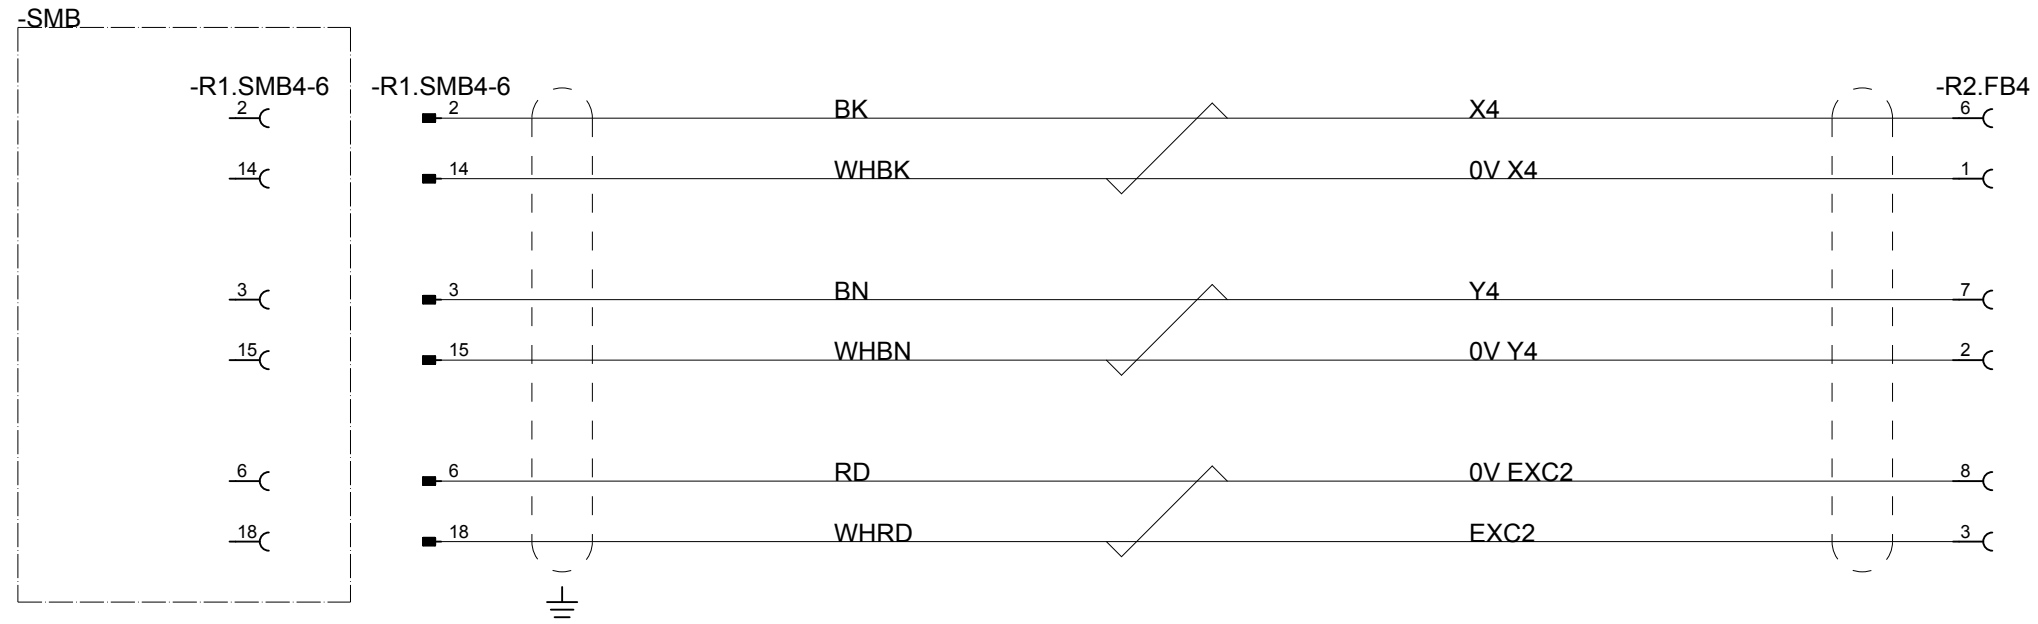 -SMB
-R1.SMB4-6 -R1.SMB4-6 -R2.FB4
2 2 BK X4 6
14 14 WHBK 0V X4 1
3 3 BN Y4 7
15 15 WHBN 0V Y4 2
6 6 RD 0V EXC2 8
18 18 WHRD EXC2 3